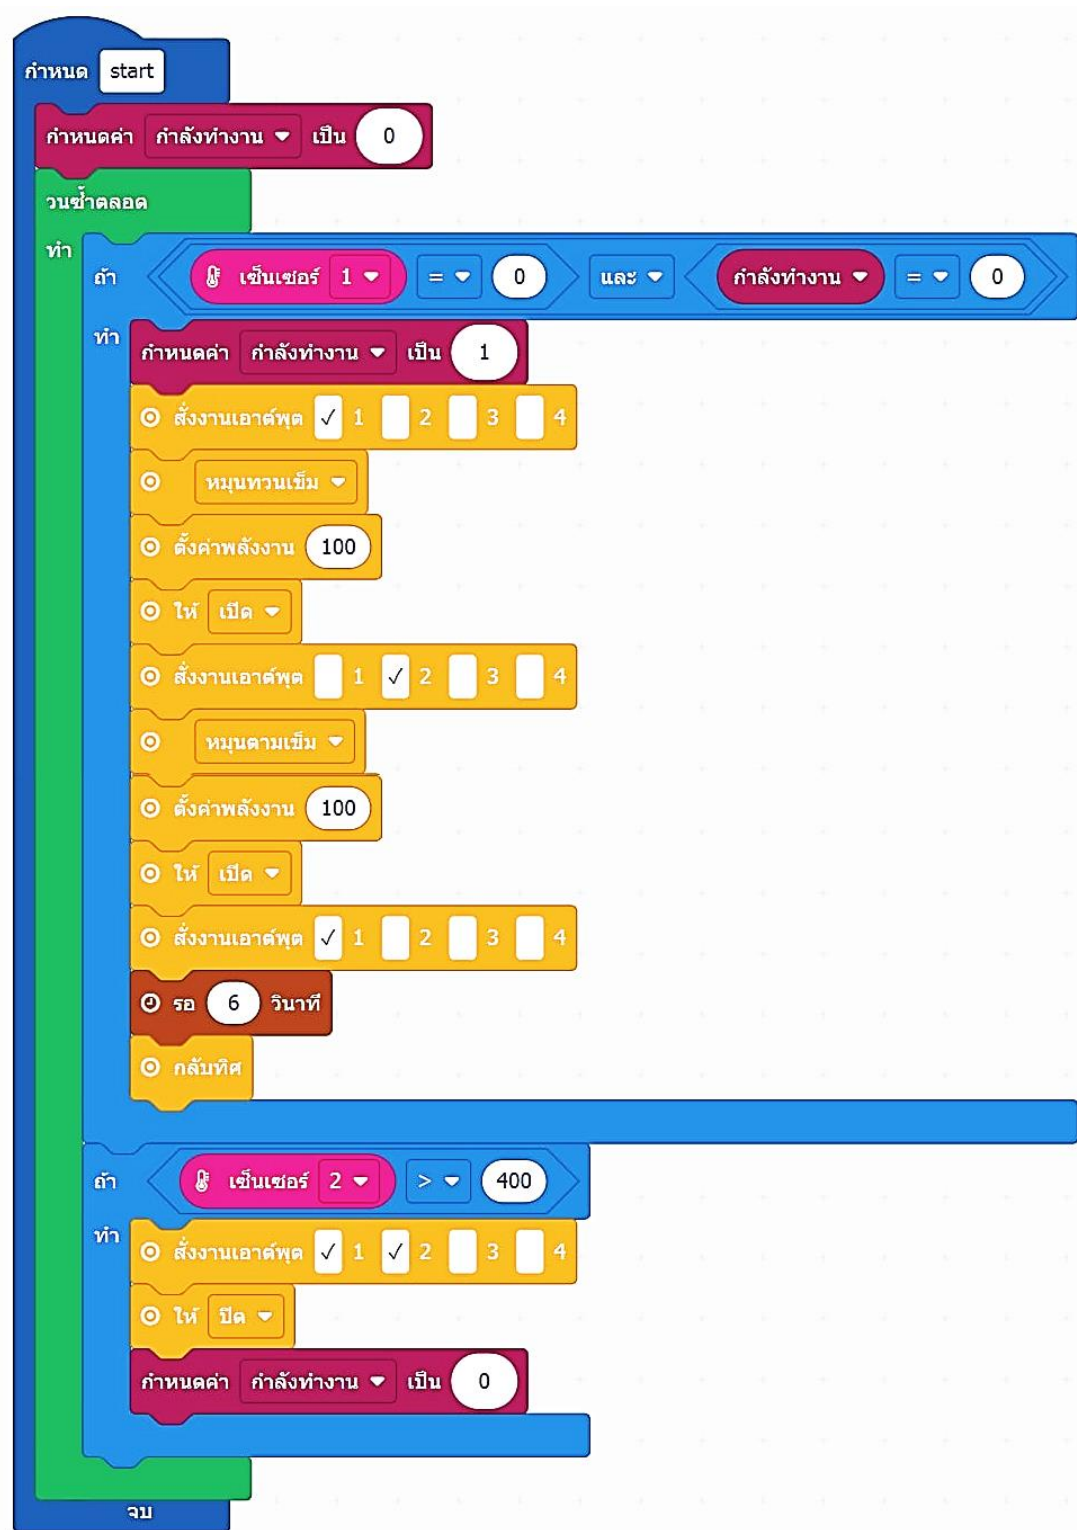 กำหนด start
กำหนดค่า กำลังทำงาน เป็น 0
วนซ้ำตลอด
ทำ
ถ้า เซ็นเซอร์ 1 = 0 และ กำลังทำงาน = 0
ทำ
กำหนดค่า กำลังทำงาน เป็น 1
สั่งงานเอาต์พุต ✓ 1 2 3 4
หมุนทวนเข็ม
ตั้งค่าพลังงาน 100
ให้ เปิด
สั่งงานเอาต์พุต 1 ✓ 2 3 4
หมุนตามเข็ม
ตั้งค่าพลังงาน 100
ให้ เปิด
สั่งงานเอาต์พุต ✓ 1 2 3 4
รอ 6 วินาที
กลับทิศ
ถ้า เซ็นเซอร์ 2 > 400
ทำ
สั่งงานเอาต์พุต ✓ 1 ✓ 2 3 4
ให้ ปิด
กำหนดค่า กำลังทำงาน เป็น 0
จบ